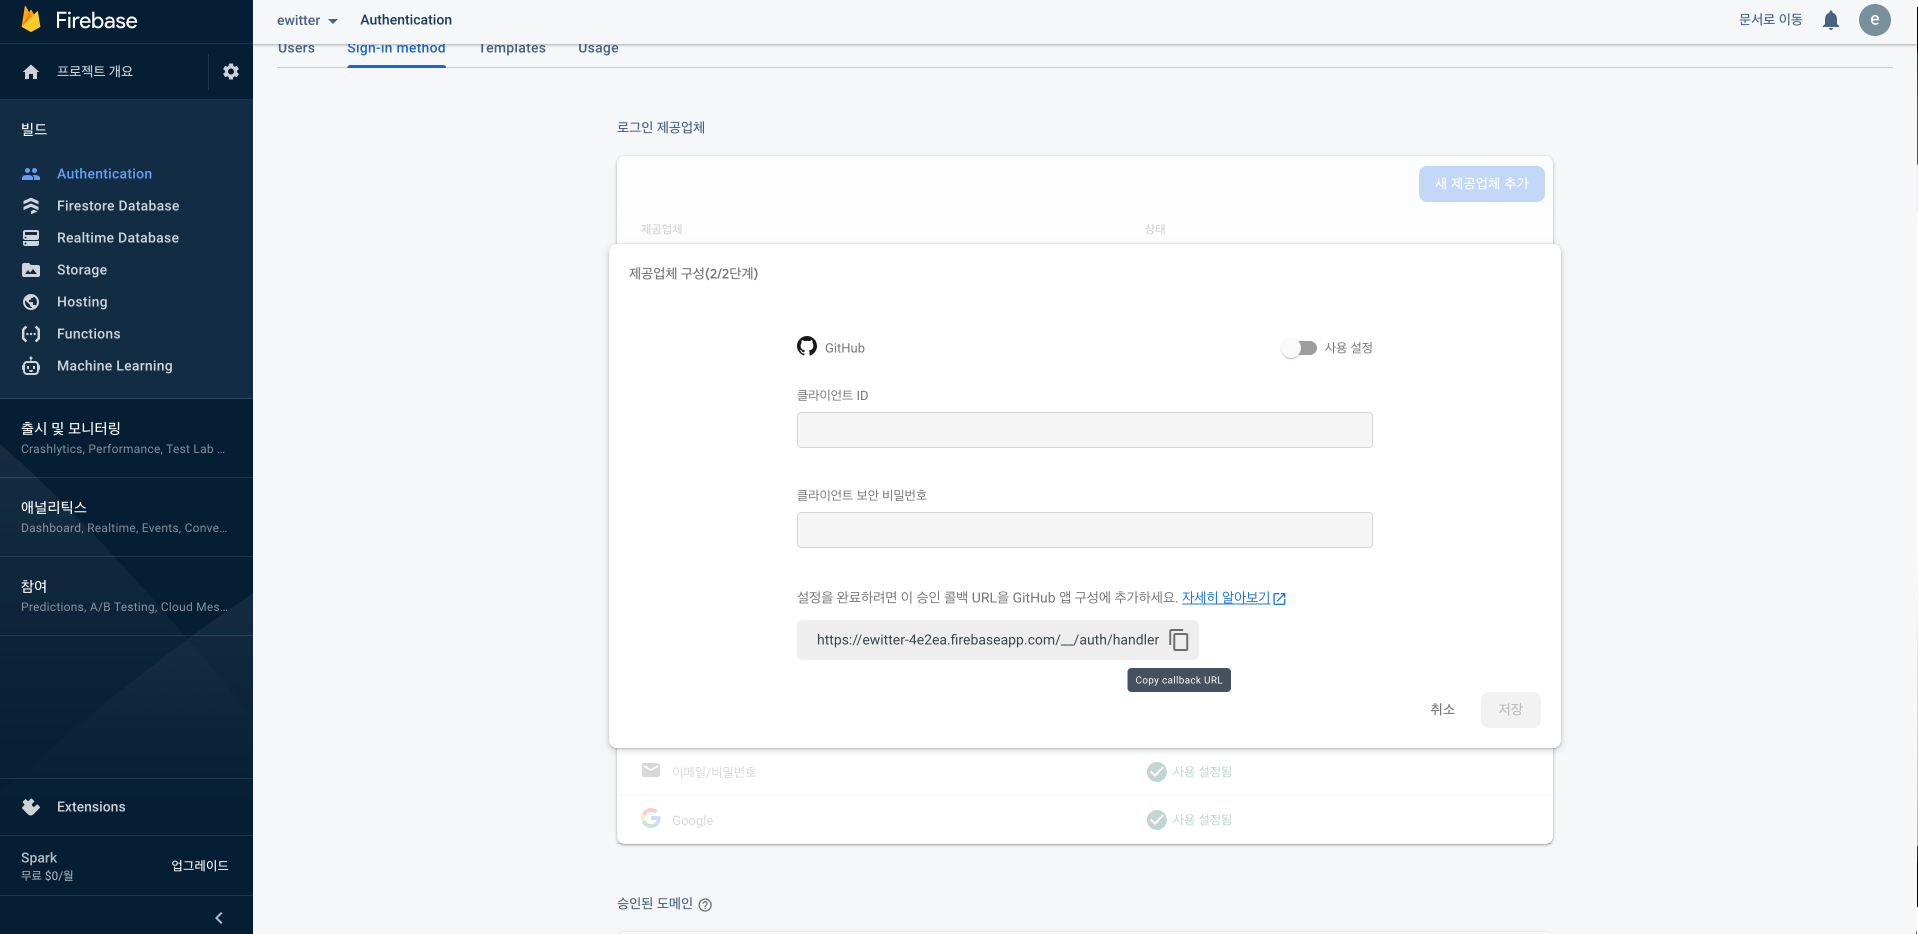 Firebase
ewitter
Authentication
문서로 이동
e
Users
Sign-in method
Templates
Usage
프로젝트 개요
빌드
Authentication
Firestore Database
Realtime Database
Storage
Hosting
Functions
Machine Learning
출시 및 모니터링
Crashlytics, Performance, Test Lab ...
애널리틱스
Dashboard, Realtime, Events, Conve...
참여
Predictions, A/B Testing, Cloud Mes...
Extensions
Spark
무료 $0/월
업그레이드
로그인 제공업체
새 제공업체 추가
제공업체
상태
제공업체 구성(2/2단계)
GitHub
사용 설정
클라이언트 ID
클라이언트 보안 비밀번호
설정을 완료하려면 이 승인 콜백 URL을 GitHub 앱 구성에 추가하세요. 자세히 알아보기
https://ewitter-4e2ea.firebaseapp.com/__/auth/handler
Copy callback URL
취소
저장
이메일/비밀번호
사용 설정됨
Google
사용 설정됨
승인된 도메인